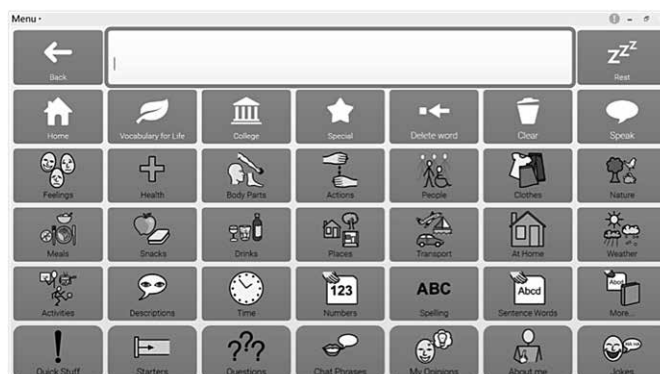 Menu
Back
zzz
Rest
Home
Vocabulary for Life
College
Special
Delete word
Clear
Speak
Feelings
Health
Body Parts
Actions
People
Clothes
Nature
Meals
Snacks
Drinks
Places
Transport
At Home
Weather
Activities
Descriptions
Time
123
Numbers
ABC
Spelling
Abcd
Sentence Words
Abcd
More...
Quick Stuff
Starters
???
Questions
Chat Phrases
My Opinions
About me
Jokes